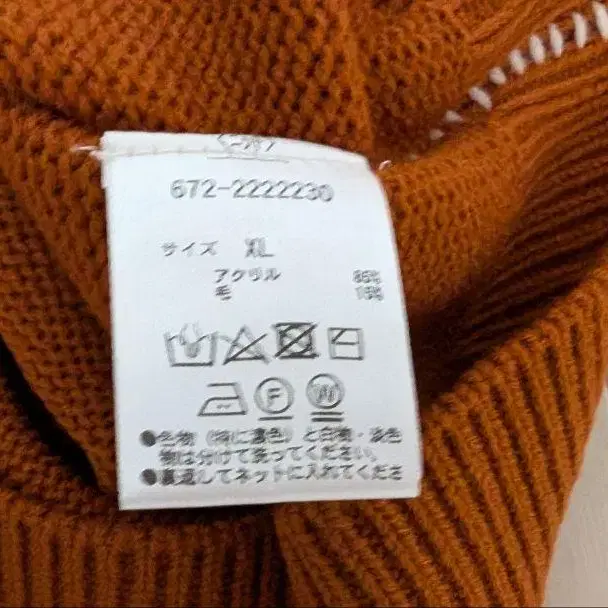 672-2222230
サイズ XL
アクリル 85%
毛 15%
F W
●色物(特に濃色)と白物・淡色
物は分けて洗ってください。
●裏返してネットに入れてくださ